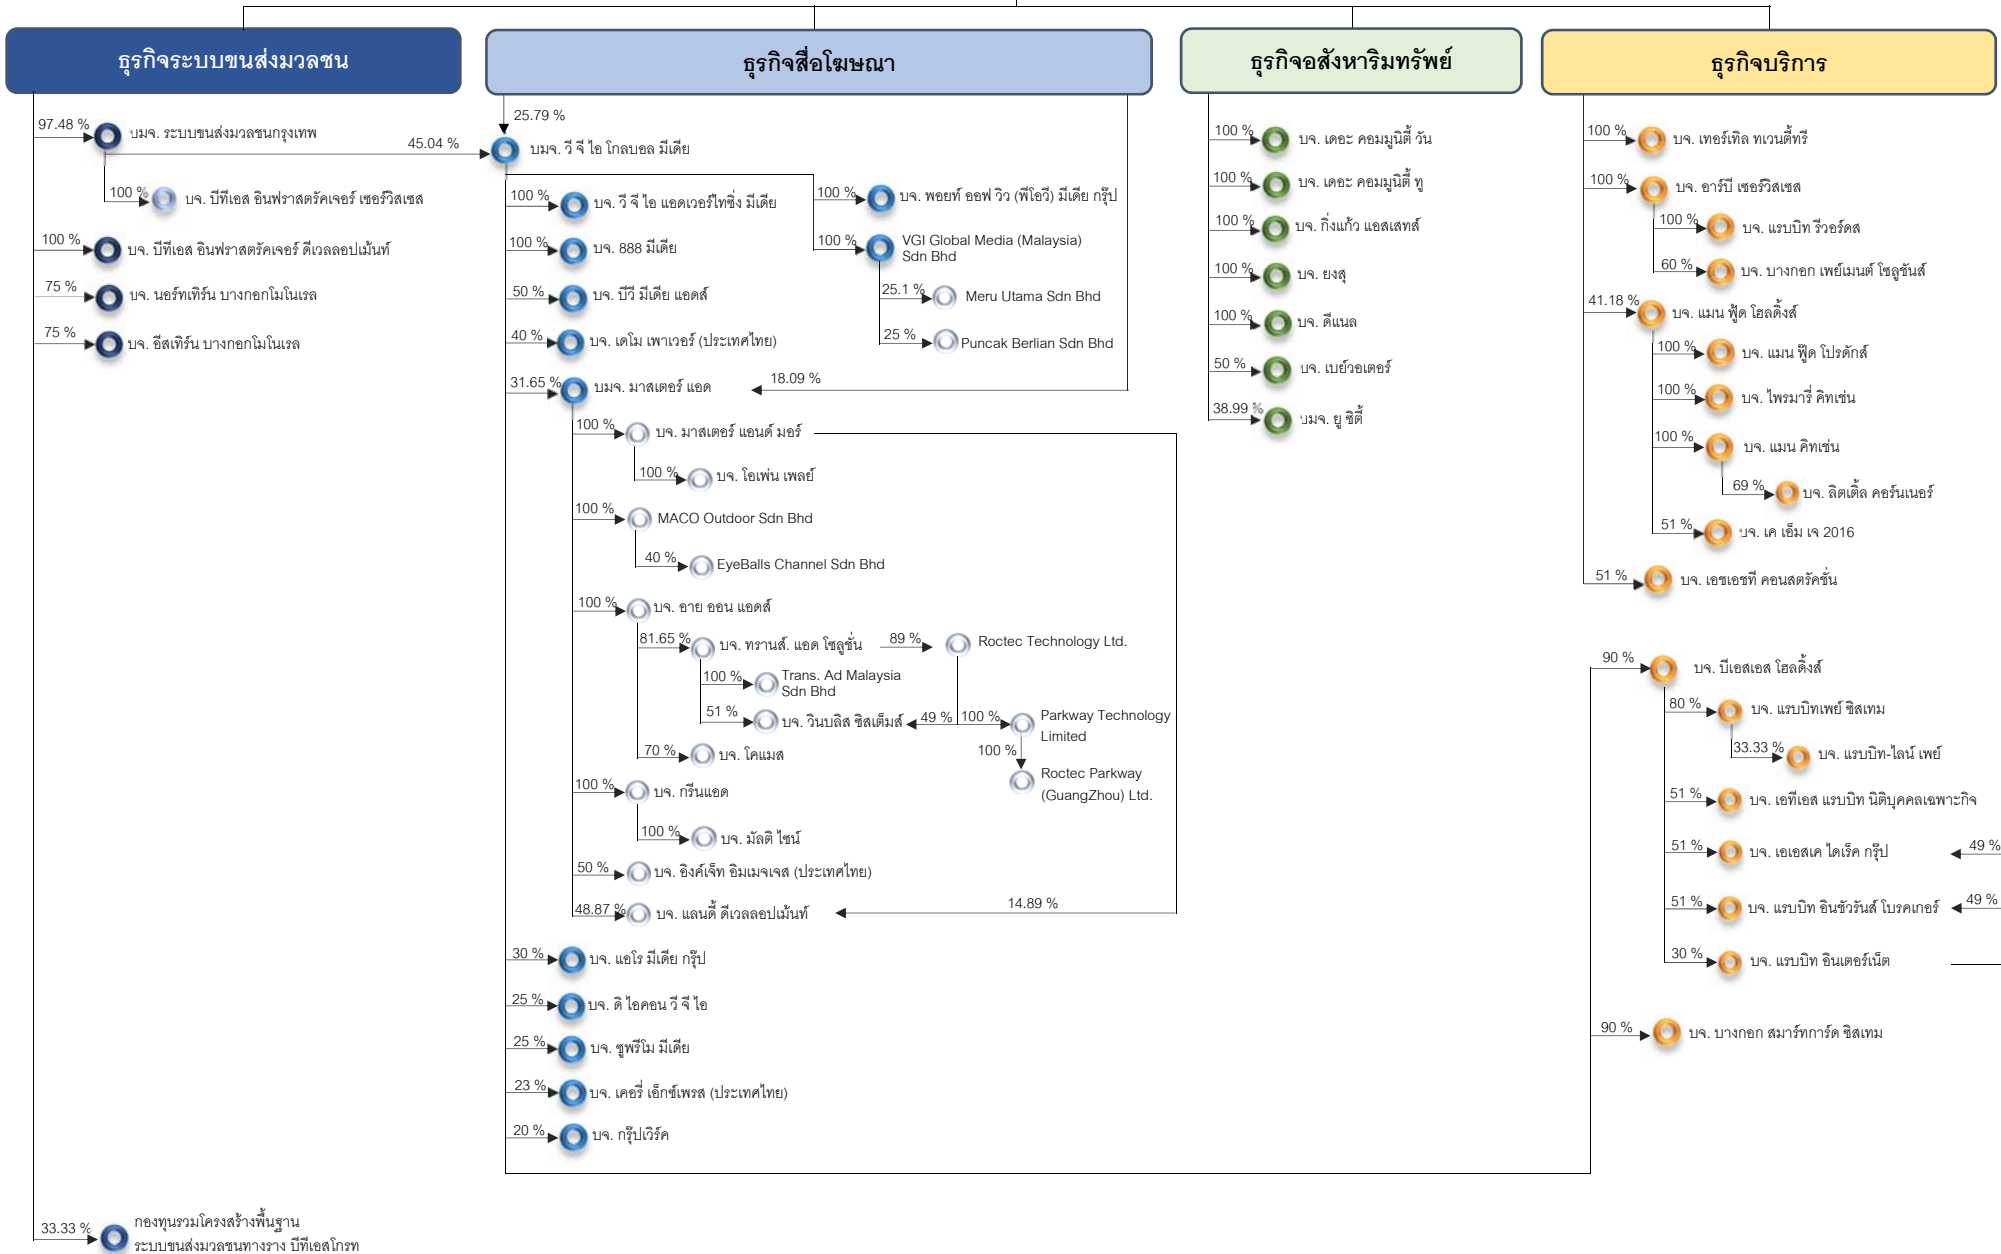 ธุรกิจระบบขนส่งมวลชน
97.48 %
บมจ. ระบบขนส่งมวลชนกรุงเทพ
45.04 %
100 %
บจ. บีทีเอส อินฟราสตรัคเจอร์ เซอร์วิสเซส
100 %
บจ. บีทีเอส อินฟราสตรัคเจอร์ ดีเวลลอปเม้นท์
75 %
บจ. นอร์ทเทิร์น บางกอกโมโนเรล
75 %
บจ. อีสเทิร์น บางกอกโมโนเรล
33.33 %
กองทุนรวมโครงสร้างพื้นฐาน
ระบบขนส่งมวลชนทางราง บีทีเอสโกรท
ธุรกิจสื่อโฆษณา
25.79 %
บมจ. วี จี ไอ โกลบอล มีเดีย
100 %
บจ. วี จี ไอ แอดเวอร์ไทซิ่ง มีเดีย
100 %
บจ. พอยท์ ออฟ วิว (พีโอวี) มีเดีย กรุ๊ป
100 %
บจ. 888 มีเดีย
100 %
VGI Global Media (Malaysia)
Sdn Bhd
50 %
บจ. บีวี มีเดีย แอดส์
25.1 %
Meru Utama Sdn Bhd
40 %
บจ. เดโม เพาเวอร์ (ประเทศไทย)
25 %
Puncak Berlian Sdn Bhd
31.65 %
บมจ. มาสเตอร์ แอด
18.09 %
100 %
บจ. มาสเตอร์ แอนด์ มอร์
100 %
บจ. โอเพ่น เพลย์
100 %
MACO Outdoor Sdn Bhd
40 %
EyeBalls Channel Sdn Bhd
100 %
บจ. อาย ออน แอดส์
81.65 %
บจ. ทรานส์. แอด โซลูชั่น
89 %
Roctec Technology Ltd.
100 %
Trans. Ad Malaysia
Sdn Bhd
51 %
บจ. วินบลิส ซิสเต็มส์
49 %
100 %
Parkway Technology
Limited
100 %
Roctec Parkway
(GuangZhou) Ltd.
70 %
บจ. โคแมส
100 %
บจ. กรีนแอด
100 %
บจ. มัลติ ไซน์
50 %
บจ. อิงค์เจ็ท อิมเมจเจส (ประเทศไทย)
48.87 %
บจ. แลนดี้ ดีเวลลอปเม้นท์
14.89 %
30 %
บจ. แอโร มีเดีย กรุ๊ป
25 %
บจ. ดิ ไอคอน วี จี ไอ
25 %
บจ. ซูพรีโม มีเดีย
23 %
บจ. เคอรี่ เอ็กซ์เพรส (ประเทศไทย)
20 %
บจ. กรุ๊ปเวิร์ค
ธุรกิจอสังหาริมทรัพย์
100 %
บจ. เดอะ คอมมูนิตี้ วัน
100 %
บจ. เดอะ คอมมูนิตี้ ทู
100 %
บจ. กิ่งแก้ว แอสเสทส์
100 %
บจ. ยงสุ
100 %
บจ. ดีแนล
50 %
บจ. เบย์วอเตอร์
38.99 %
บมจ. ยู ซิตี้
ธุรกิจบริการ
100 %
บจ. เทอร์เทิล ทเวนตี้ทรี
100 %
บจ. อาร์บี เซอร์วิสเซส
100 %
บจ. แรบบิท รีวอร์ดส
60 %
บจ. บางกอก เพย์เมนต์ โซลูชันส์
41.18 %
บจ. แมน ฟู้ด โฮลดิ้งส์
100 %
บจ. แมน ฟู๊ด โปรดักส์
100 %
บจ. ไพรมารี่ คิทเช่น
100 %
บจ. แมน คิทเช่น
69 %
บจ. ลิตเติ้ล คอร์นเนอร์
51 %
บจ. เค เอ็ม เจ 2016
51 %
บจ. เอชเอชที คอนสตรัคชั่น
90 %
บจ. บีเอสเอส โฮลดิ้งส์
80 %
บจ. แรบบิทเพย์ ซิสเทม
33.33 %
บจ. แรบบิท-ไลน์ เพย์
51 %
บจ. เอทีเอส แรบบิท นิติบุคคลเฉพาะกิจ
51 %
บจ. เอเอสเค ไดเร็ค กรุ๊ป
49 %
51 %
บจ. แรบบิท อินชัวรันส์ โบรคเกอร์
49 %
30 %
บจ. แรบบิท อินเตอร์เน็ต
90 %
บจ. บางกอก สมาร์ทการ์ด ซิสเทม